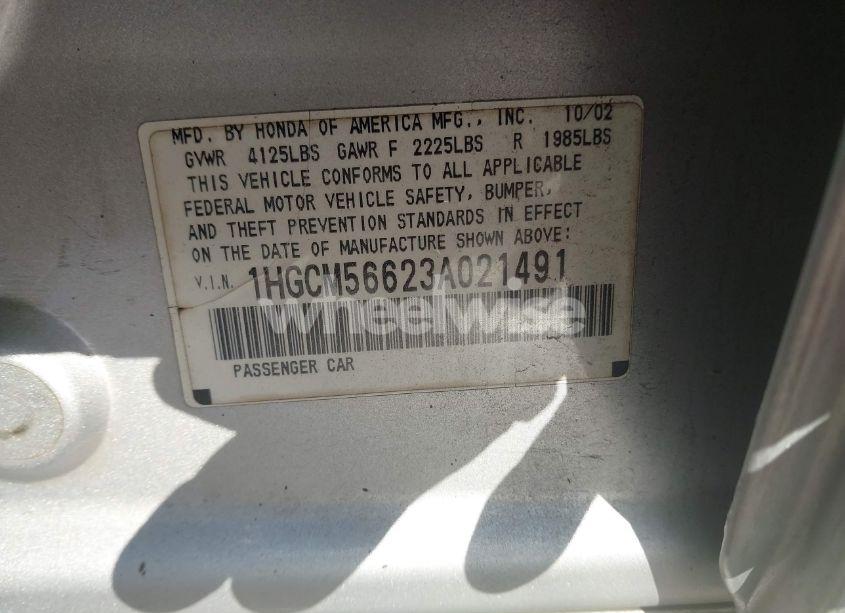 MFD. BY HONDA OF AMERICA MFG., INC. 10/02
GVWR 4125LBS GAWR F 2225LBS R 1985LBS
THIS VEHICLE CONFORMS TO ALL APPLICABLE
FEDERAL MOTOR VEHICLE SAFETY, BUMPER,
AND THEFT PREVENTION STANDARDS IN EFFECT
ON THE DATE OF MANUFACTURE SHOWN ABOVE:
V.I.N. 1HGCM56623A021491
Wheelwise
PASSENGER CAR